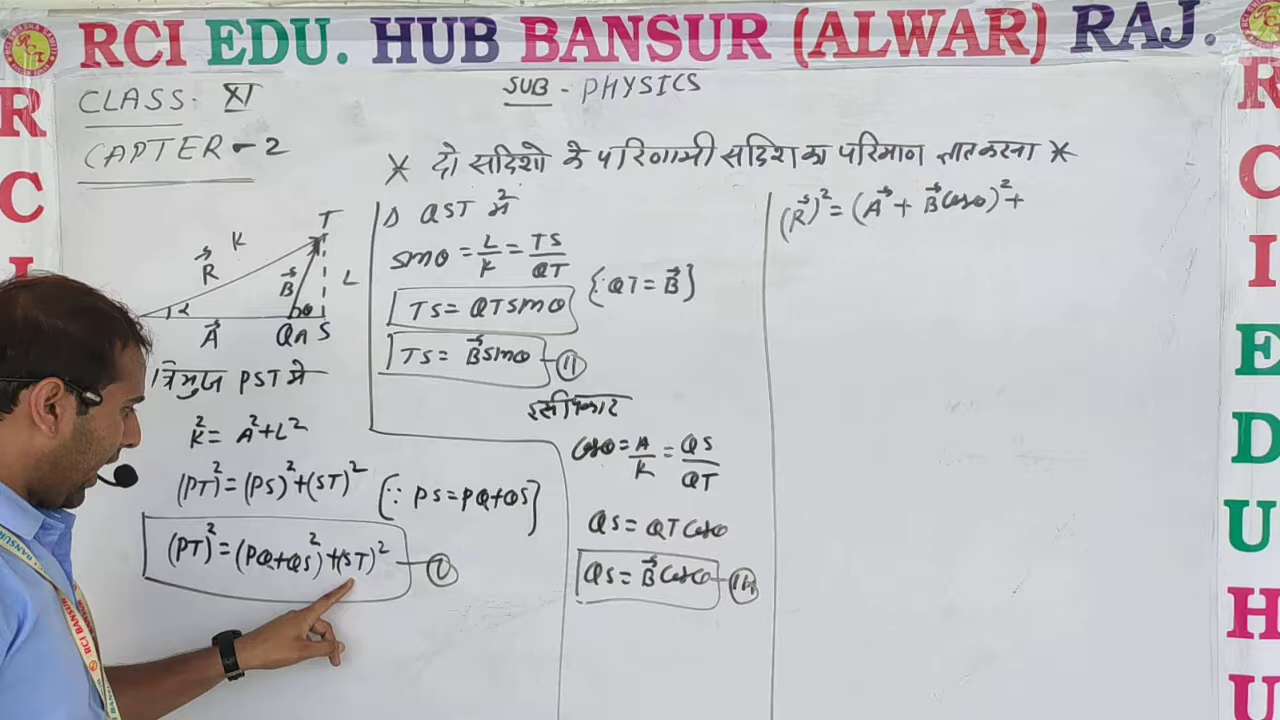 RCI EDU. HUB BANSUR (ALWAR) RAJ.
R
C
I
R
C
I
E
D
U
H
U
SUB - PHYSICS
CLASS: XI
CAPTER - 2
* दो सदिशो के परिणामी सदिश का परिमाण ज्ञात करना *
T
K
R⃗
B⃗
L
α
θ
A⃗
Q A S
त्रिभुज PST मे
K² = A² + L²
(PT)² = (PS)² + (ST)² {∵ PS = PQ + QS}
(PT)² = (PQ + QS)² + (ST)² - (I)
Δ QST में
sinθ = L/K = TS/QT
TS = QT sinθ {∵ QT = B⃗}
TS = B⃗ sinθ - (II)
इसी प्रकार
cosθ = A/K = QS/QT
QS = QT cosθ
QS = B⃗ cosθ - (III)
(R⃗)² = (A⃗ + B⃗ cosθ)² +
RCI BANSUR